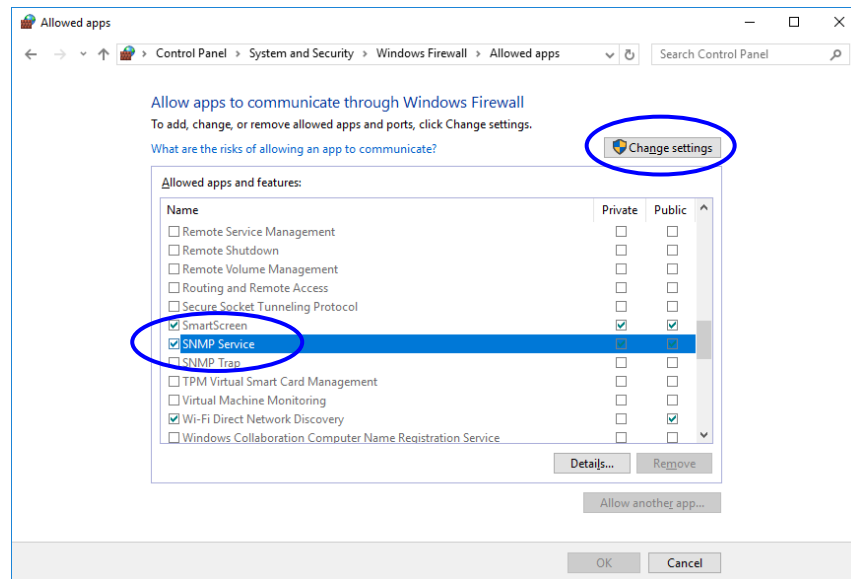 Allowed apps
Control Panel > System and Security > Windows Firewall > Allowed apps
Search Control Panel
Allow apps to communicate through Windows Firewall
To add, change, or remove allowed apps and ports, click Change settings.
What are the risks of allowing an app to communicate?
Change settings
Allowed apps and features:
Name Private Public
Remote Service Management
Remote Shutdown
Remote Volume Management
Routing and Remote Access
Secure Socket Tunneling Protocol
SmartScreen
SNMP Service
SNMP Trap
TPM Virtual Smart Card Management
Virtual Machine Monitoring
Wi-Fi Direct Network Discovery
Windows Collaboration Computer Name Registration Service
Details... Remove
Allow another app...
OK Cancel